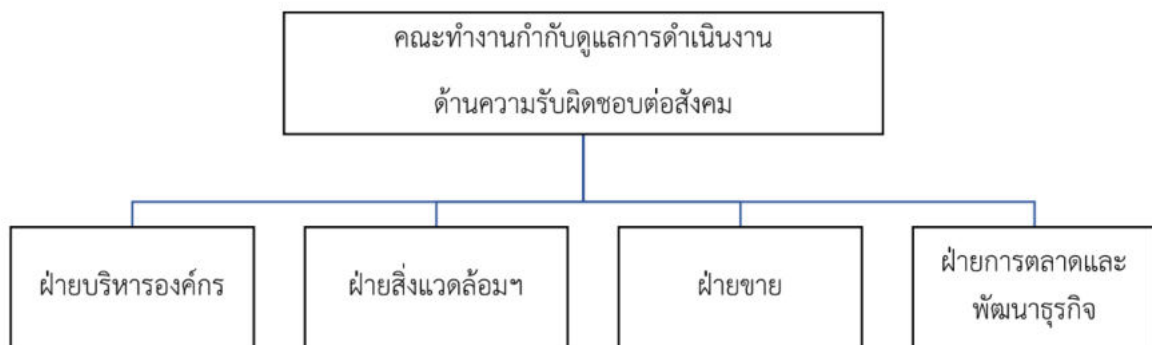 คณะทำงานกำกับดูแลการดำเนินงาน
ด้านความรับผิดชอบต่อสังคม
ฝ่ายบริหารองค์กร
ฝ่ายสิ่งแวดล้อมฯ
ฝ่ายขาย
ฝ่ายการตลาดและ
พัฒนาธุรกิจ